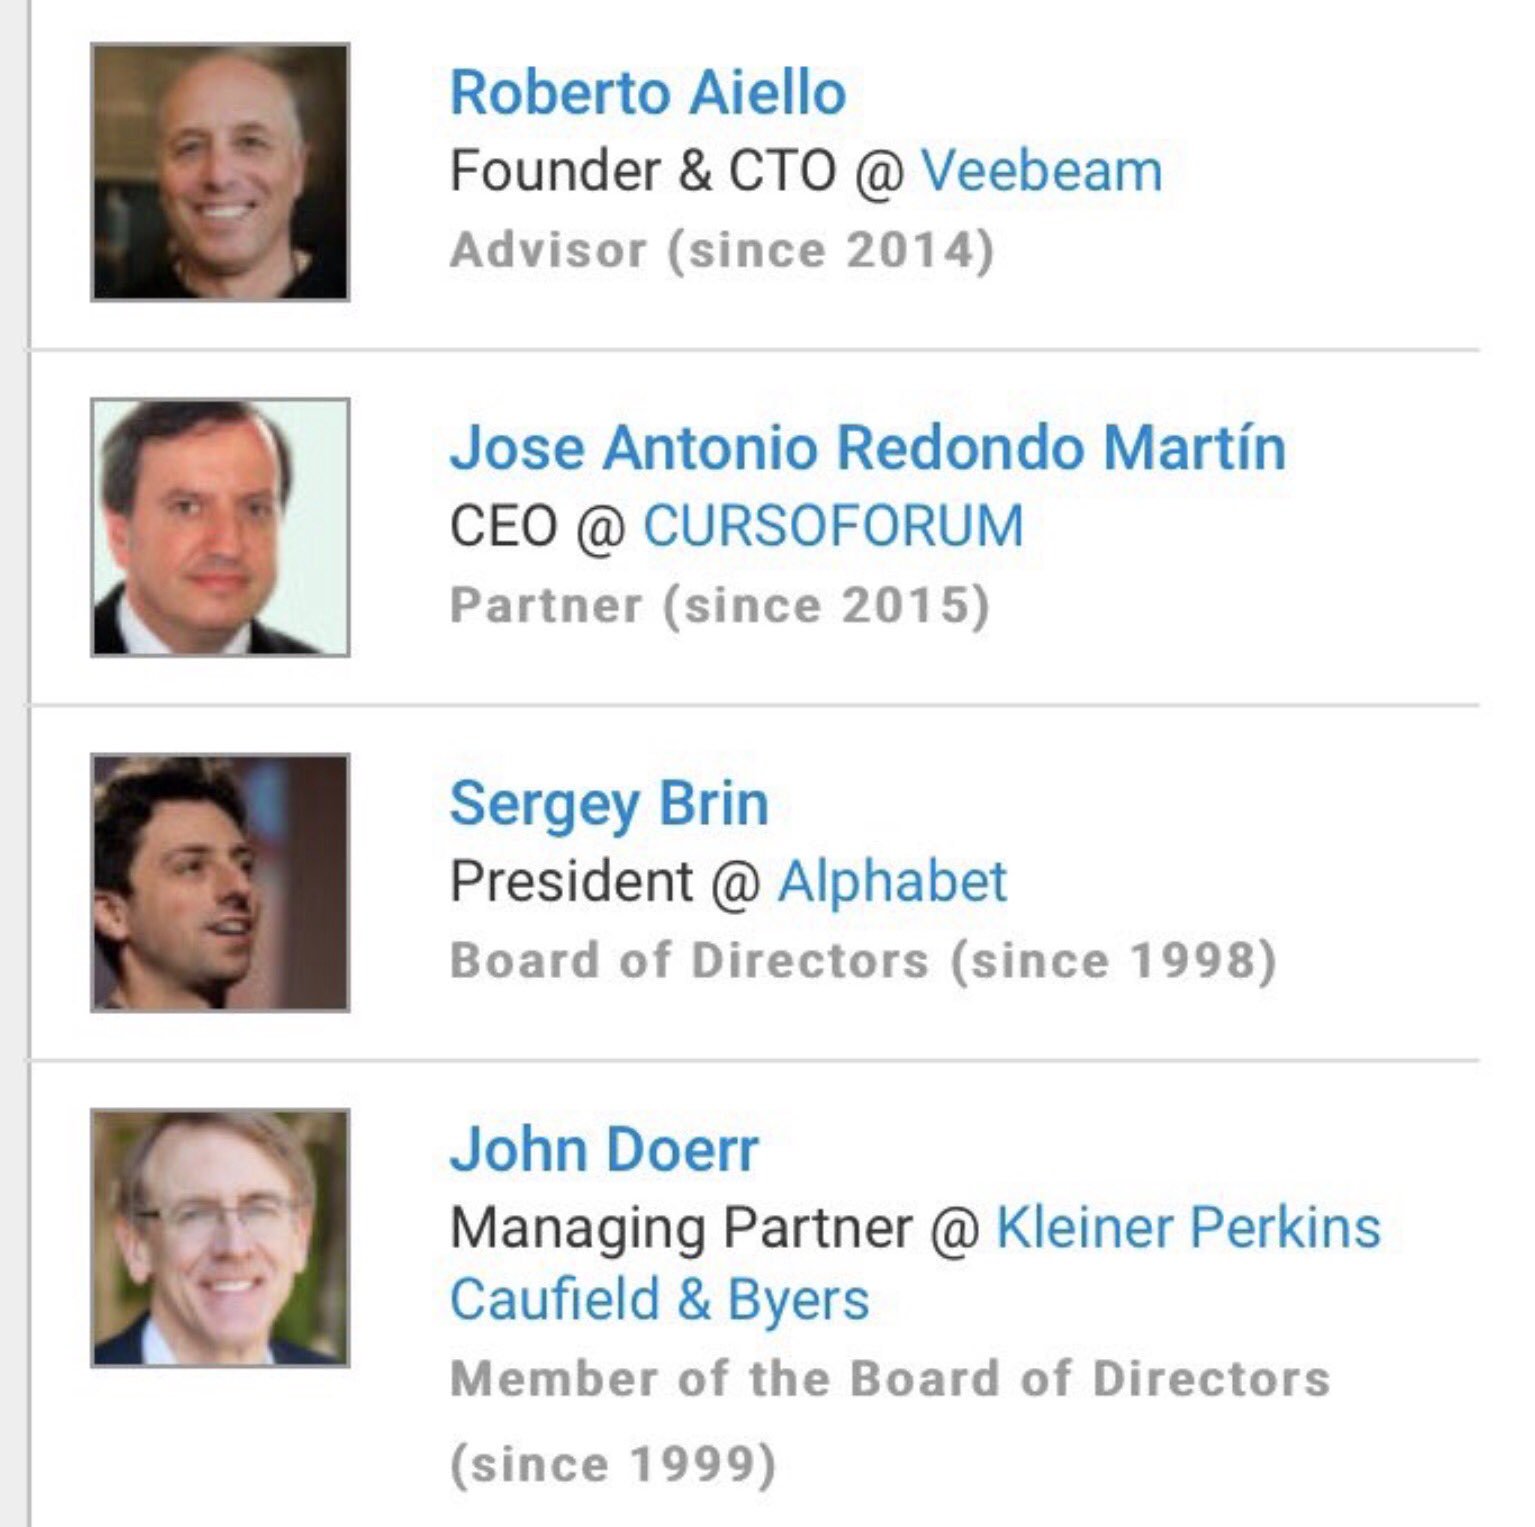 Roberto Aiello
Founder & CTO @ Veebeam
Advisor (since 2014)
Jose Antonio Redondo Martín
CEO @ CURSOFORUM
Partner (since 2015)
Sergey Brin
President @ Alphabet
Board of Directors (since 1998)
John Doerr
Managing Partner @ Kleiner Perkins
Caufield & Byers
Member of the Board of Directors
(since 1999)